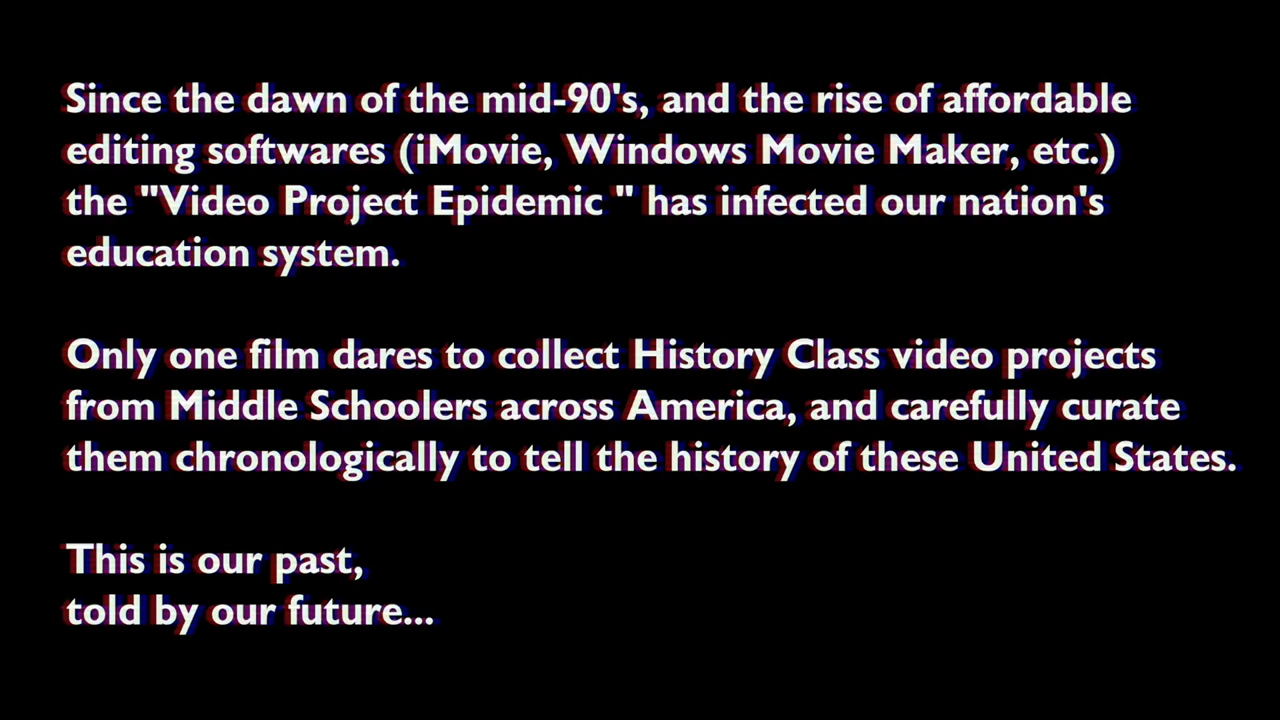 Since the dawn of the mid-90's, and the rise of affordable
editing softwares (iMovie, Windows Movie Maker, etc.)
the "Video Project Epidemic " has infected our nation's
education system.
Only one film dares to collect History Class video projects
from Middle Schoolers across America, and carefully curate
them chronologically to tell the history of these United States.
This is our past,
told by our future...